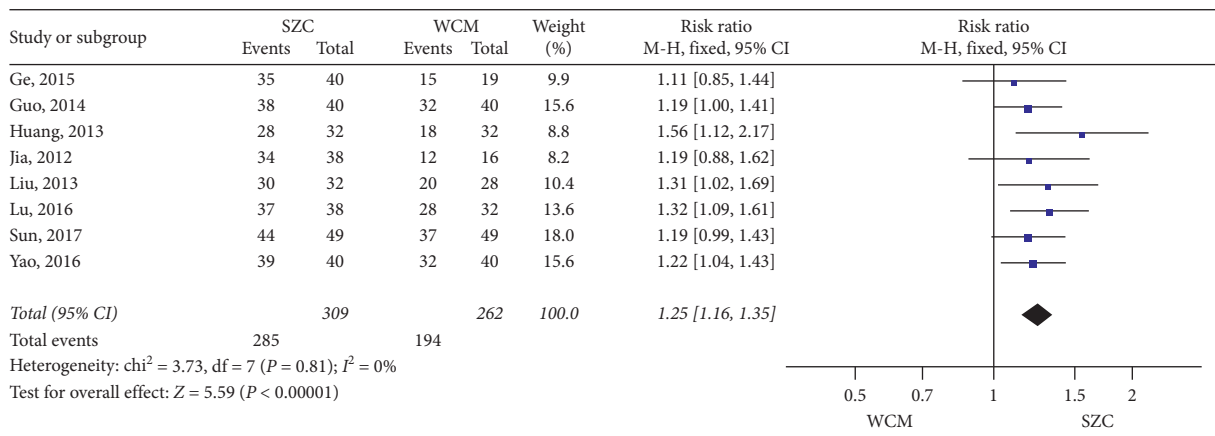 Study or subgroup SZC WCM Weight (%) Risk ratio M-H, fixed, 95% CI Risk ratio M-H, fixed, 95% CI
Events Total Events Total
Ge, 2015 35 40 15 19 9.9 1.11 [0.85, 1.44]
Guo, 2014 38 40 32 40 15.6 1.19 [1.00, 1.41]
Huang, 2013 28 32 18 32 8.8 1.56 [1.12, 2.17]
Jia, 2012 34 38 12 16 8.2 1.19 [0.88, 1.62]
Liu, 2013 30 32 20 28 10.4 1.31 [1.02, 1.69]
Lu, 2016 37 38 28 32 13.6 1.32 [1.09, 1.61]
Sun, 2017 44 49 37 49 18.0 1.19 [0.99, 1.43]
Yao, 2016 39 40 32 40 15.6 1.22 [1.04, 1.43]
Total (95% CI) 309 262 100.0 1.25 [1.16, 1.35]
Total events 285 194
Heterogeneity: chi² = 3.73, df = 7 (P = 0.81); I² = 0%
Test for overall effect: Z = 5.59 (P < 0.00001)
0.5 0.7 1 1.5 2
WCM SZC